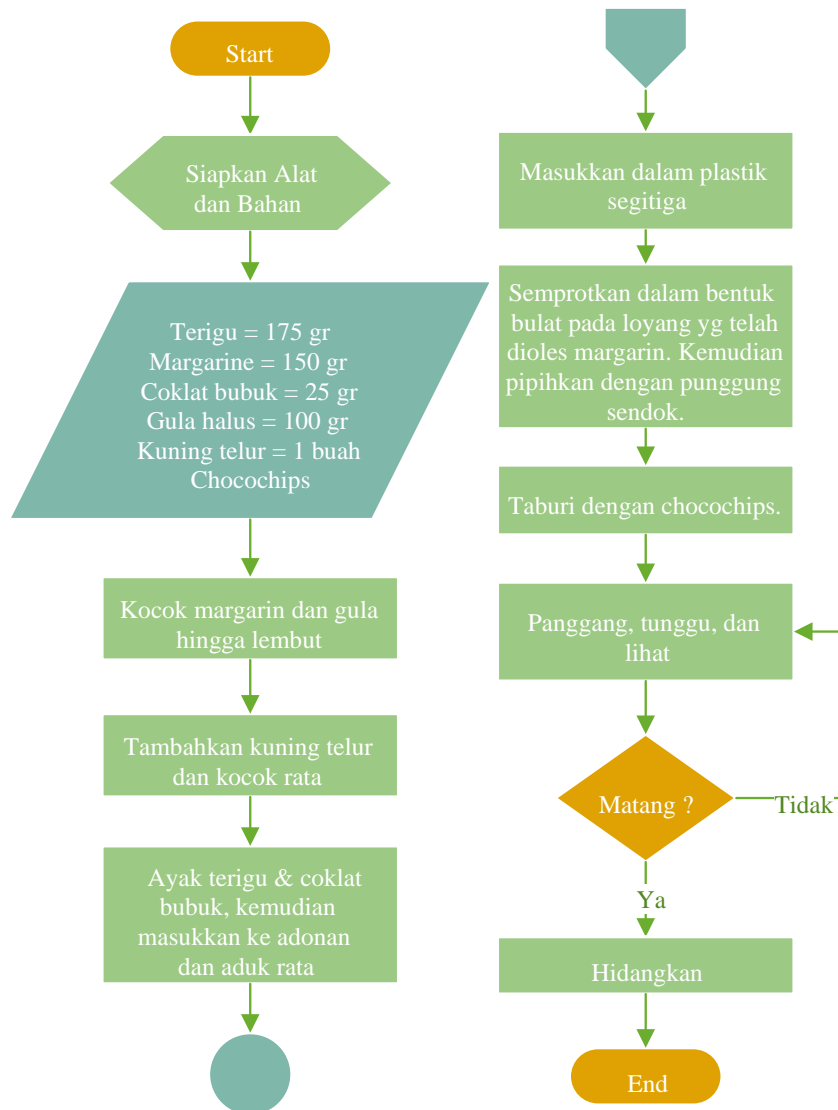 Start
Siapkan Alat
dan Bahan
Terigu = 175 gr
Margarine = 150 gr
Coklat bubuk = 25 gr
Gula halus = 100 gr
Kuning telur = 1 buah
Chocochips
Kocok margarin dan gula
hingga lembut
Tambahkan kuning telur
dan kocok rata
Ayak terigu & coklat
bubuk, kemudian
masukkan ke adonan
dan aduk rata
Masukkan dalam plastik
segitiga
Semprotkan dalam bentuk
bulat pada loyang yg telah
dioles margarin. Kemudian
pipihkan dengan punggung
sendok.
Taburi dengan chocochips.
Panggang, tunggu, dan
lihat
Matang ?
Tidak
Ya
Hidangkan
End